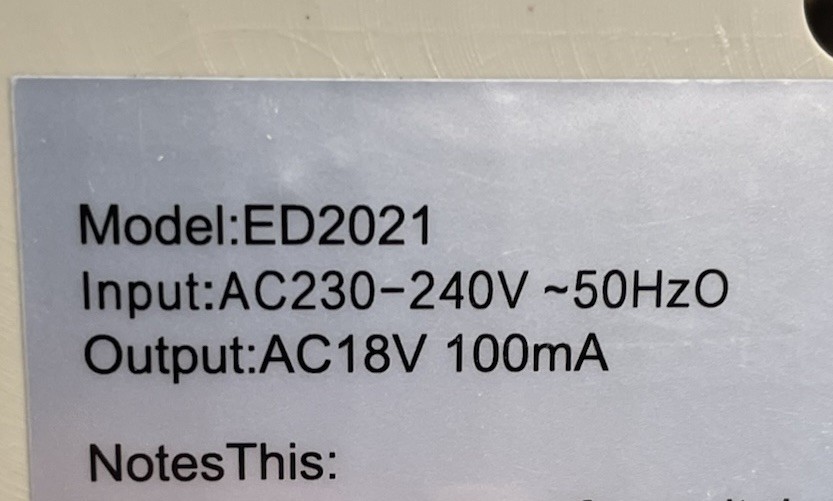 Model:ED2021
Input:AC230-240V ~50HzO
Output:AC18V 100mA
NotesThis: